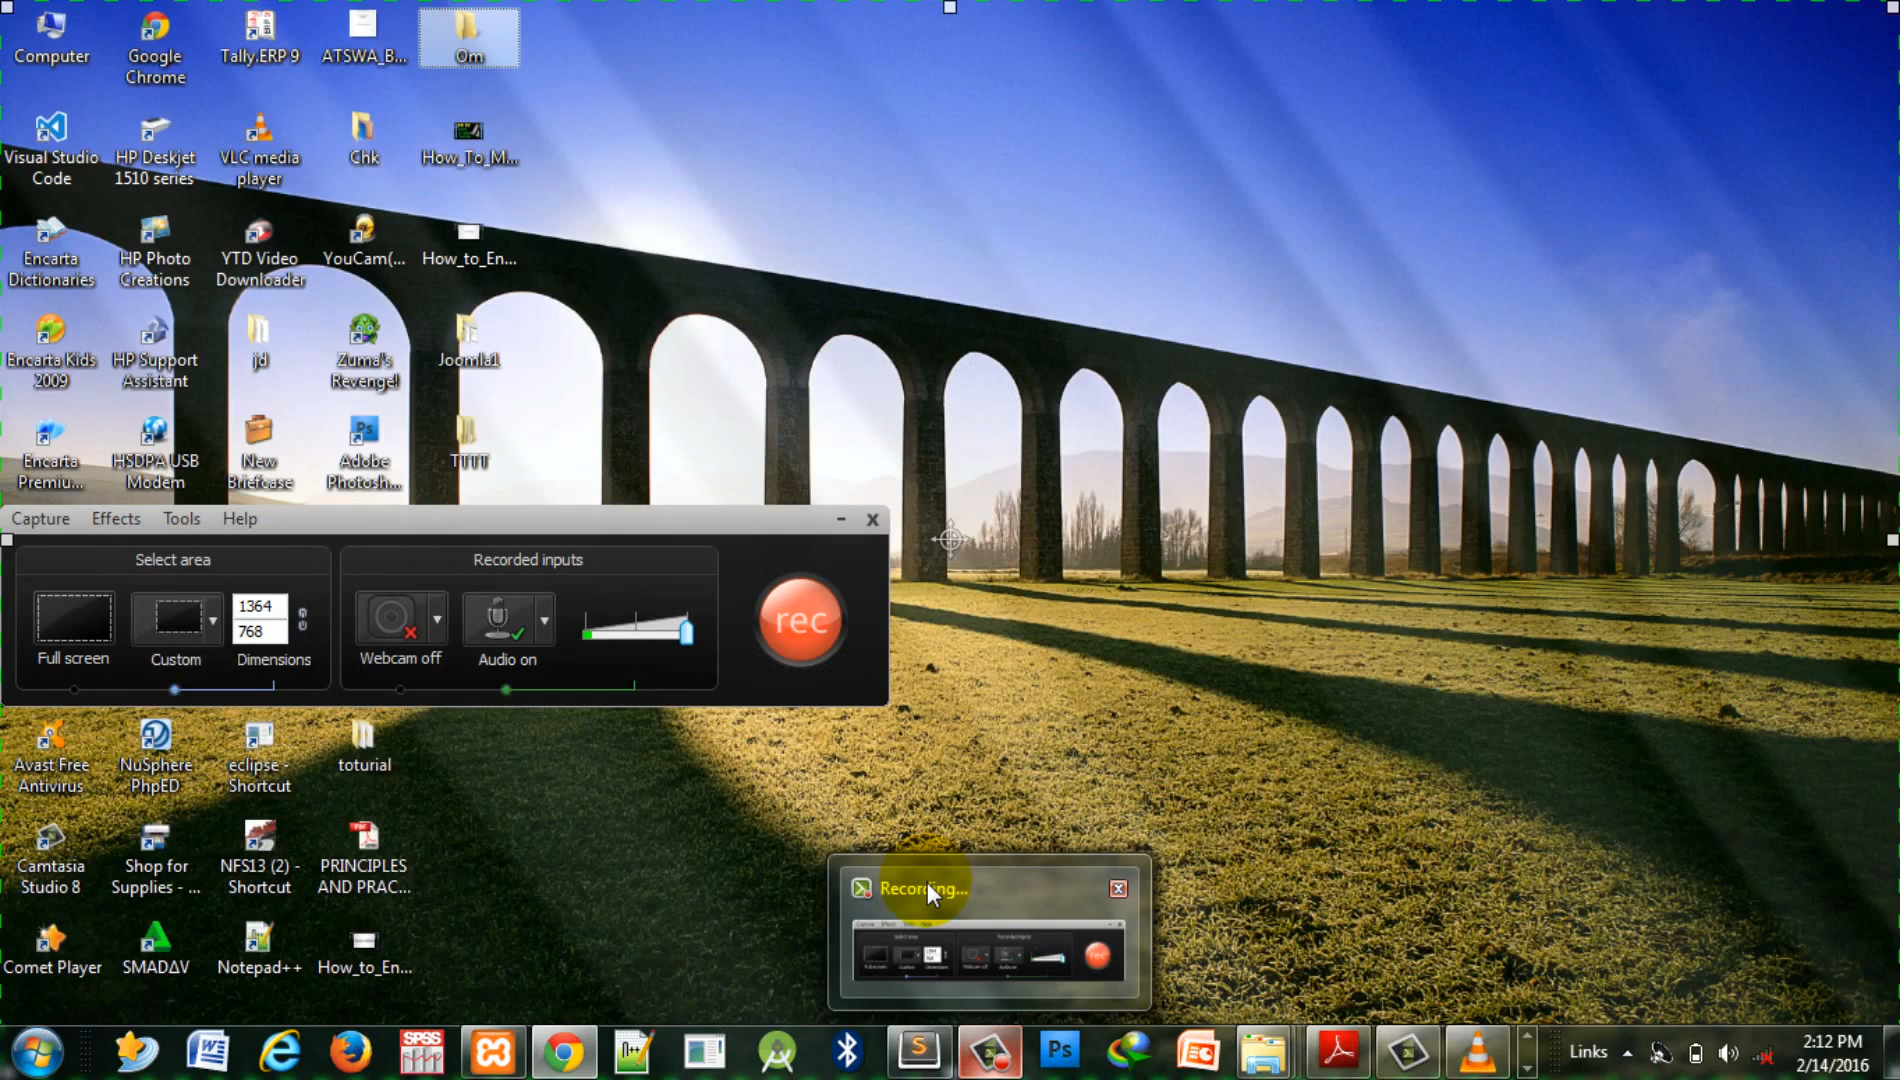 Computer
Google
Chrome
Tally.ERP 9
ATSWA_B...
Om
Visual Studio
Code
HP Deskjet
1510 series
VLC media
player
Chk
How_To_M...
Encarta
Dictionaries
HP Photo
Creations
YTD Video
Downloader
YouCam(...
How_to_En...
Encarta Kids
2009
HP Support
Assistant
jd
Zuma's
Revenge!
Joomla1
Encarta
Premiu...
HSDPA USB
Modem
New
Briefcase
Ps
Adobe
Photosh...
TTTT
Capture Effects Tools Help
Select area
Recorded inputs
1364
768
rec
Full screen
Custom
Dimensions
Webcam off
Audio on
Avast Free
Antivirus
NuSphere
PhpED
eclipse -
Shortcut
toturial
Camtasia
Studio 8
Shop for
Supplies - ...
NFS13 (2) -
Shortcut
PRINCIPLES
AND PRAC...
Comet Player
SMADΔV
Notepad++
How_to_En...
Recording...
SPSS
S
Ps
Links
2:12 PM
2/14/2016